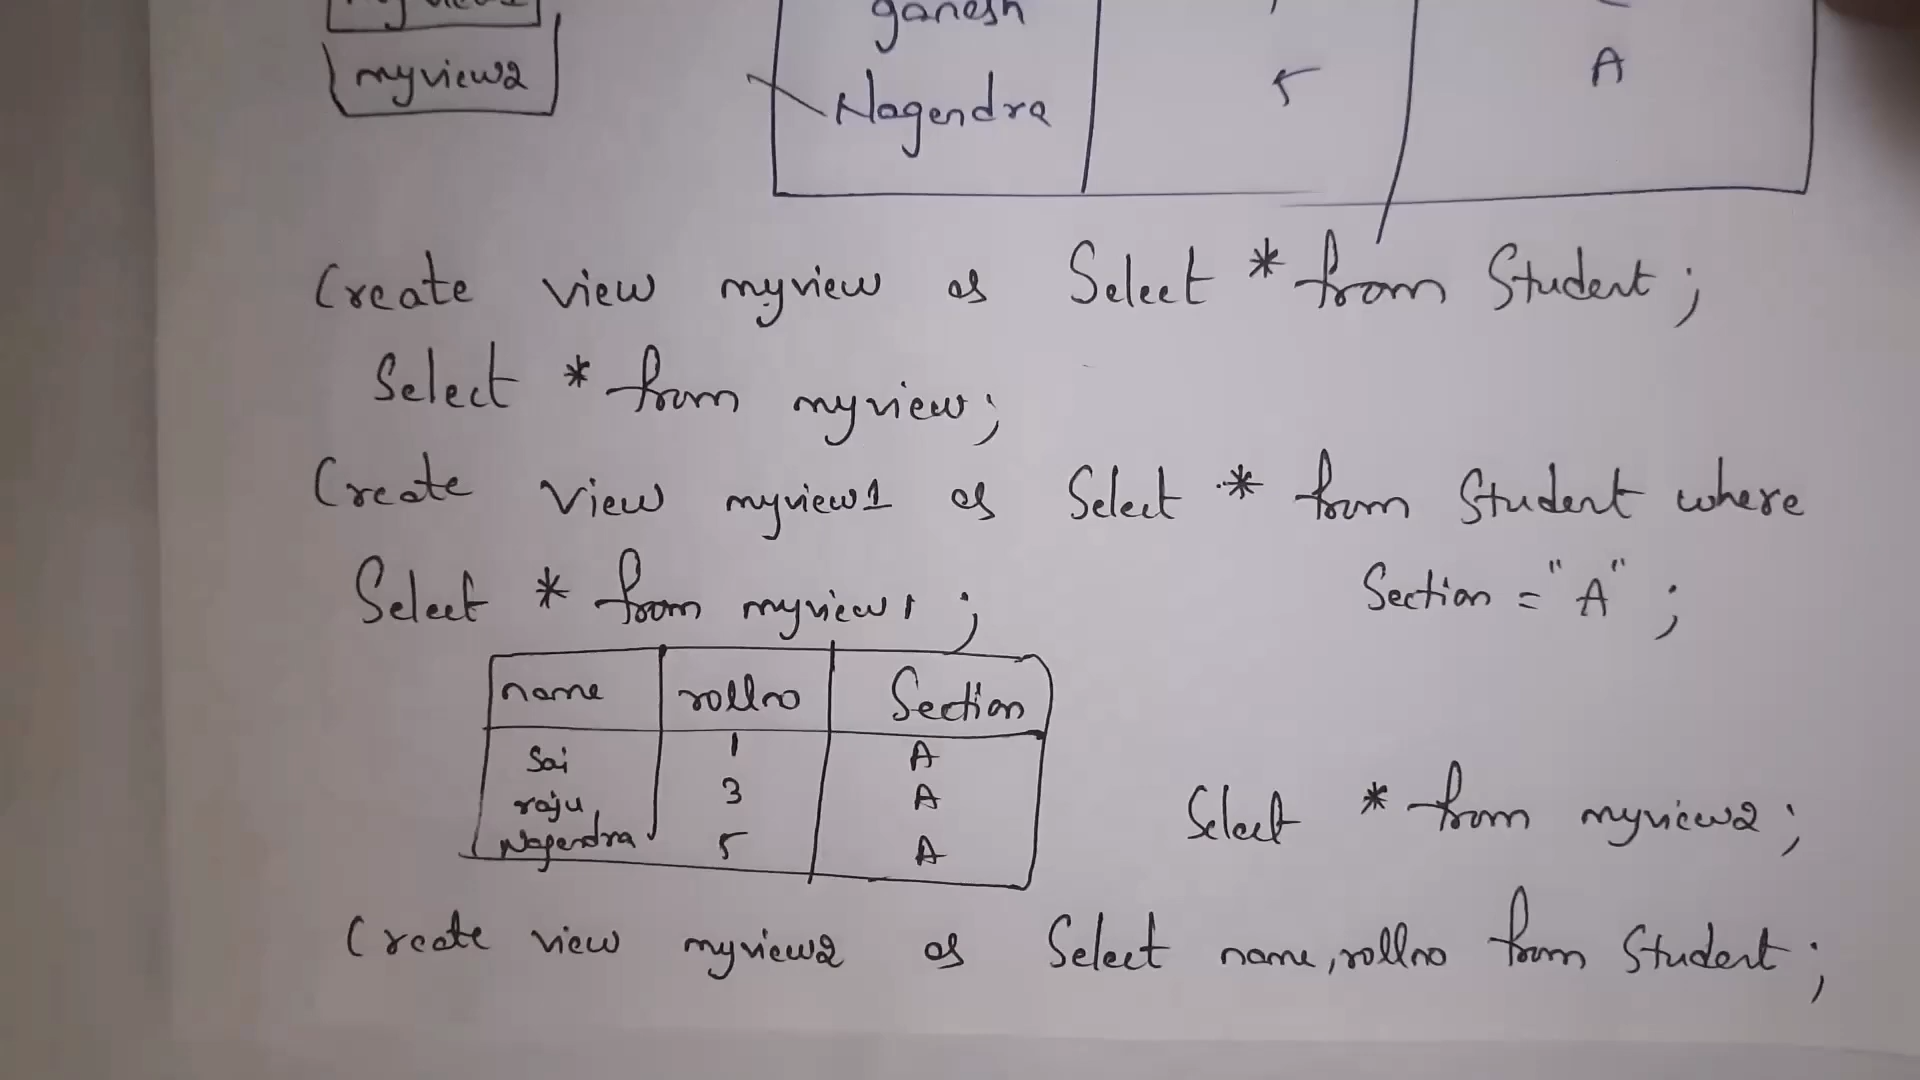 myview2
ganesh
Nagendra 5 A
Create view myview as Select * from Student;
Select * from myview;
Create view myview1 as Select * from Student where
Section = "A" ;
Select * from myview1 ;
name rollno Section
Sai 1 A
raju 3 A
Nagendra 5 A
Select * from myview2;
Create view myview2 as Select name, rollno from Student;